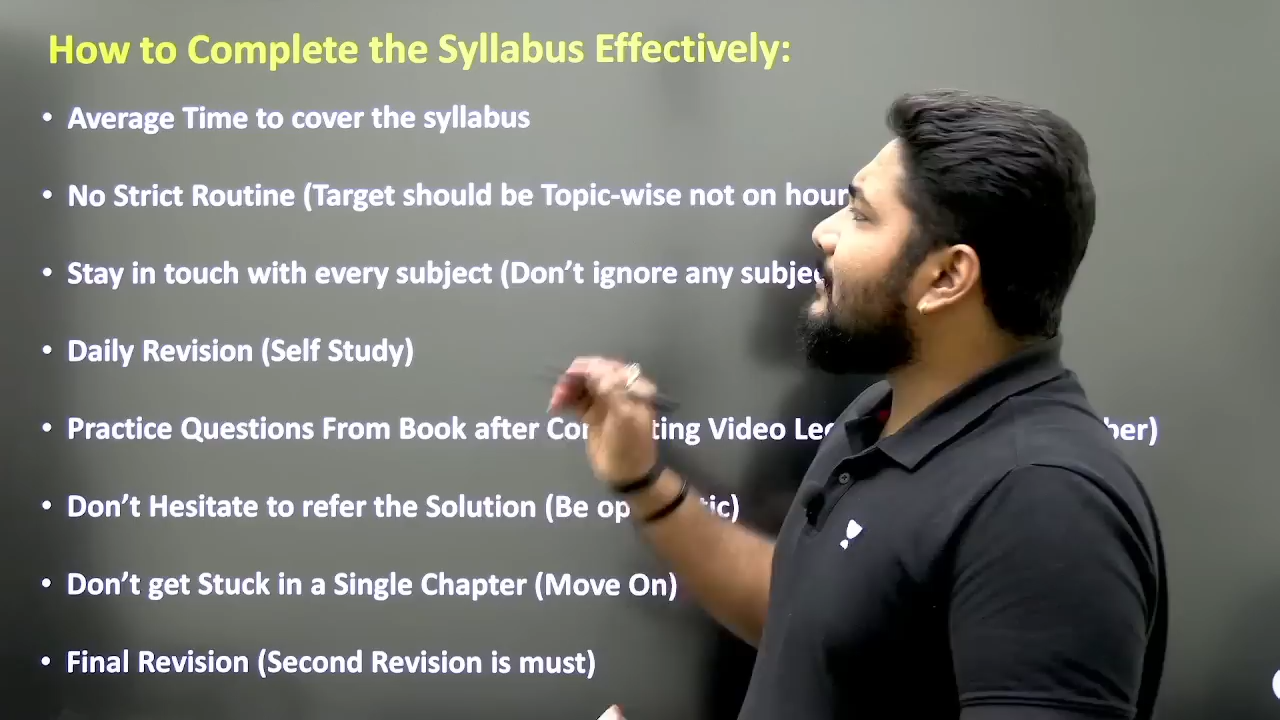 How to Complete the Syllabus Effectively:
• Average Time to cover the syllabus
• No Strict Routine (Target should be Topic-wise not on hour
• Stay in touch with every subject (Don’t ignore any subjec
• Daily Revision (Self Study)
• Practice Questions From Book after Video
• Don’t Hesitate to refer the Solution (Be
• Don’t get Stuck in a Single Chapter (Move On)
• Final Revision (Second Revision is must)